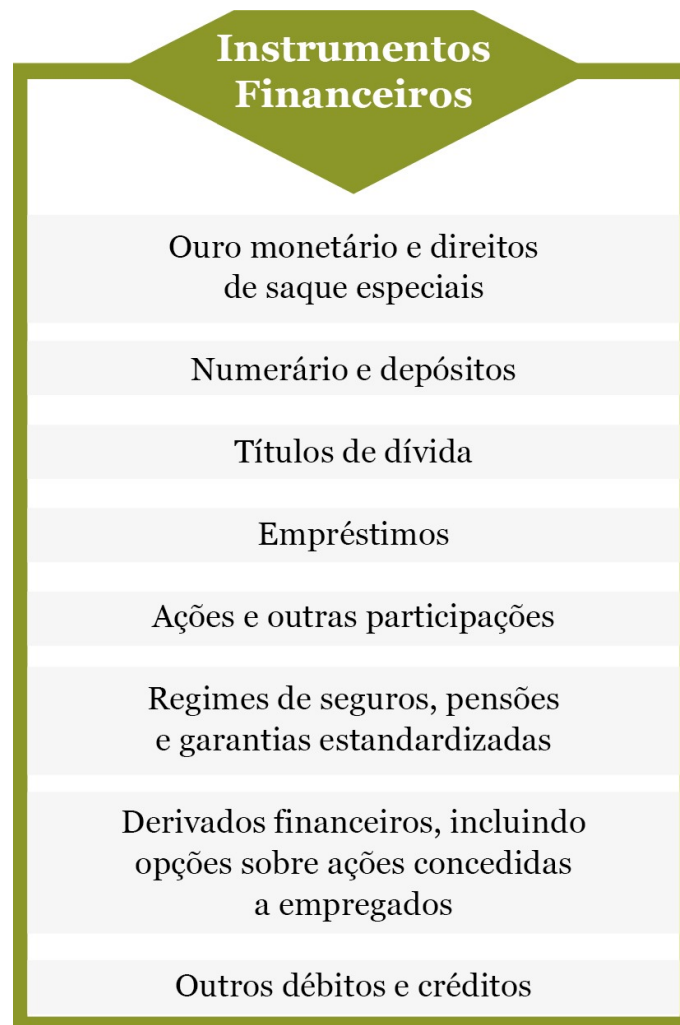 Instrumentos
Financeiros
Ouro monetário e direitos
de saque especiais
Numerário e depósitos
Títulos de dívida
Empréstimos
Ações e outras participações
Regimes de seguros, pensões
e garantias estandardizadas
Derivados financeiros, incluindo
opções sobre ações concedidas
a empregados
Outros débitos e créditos